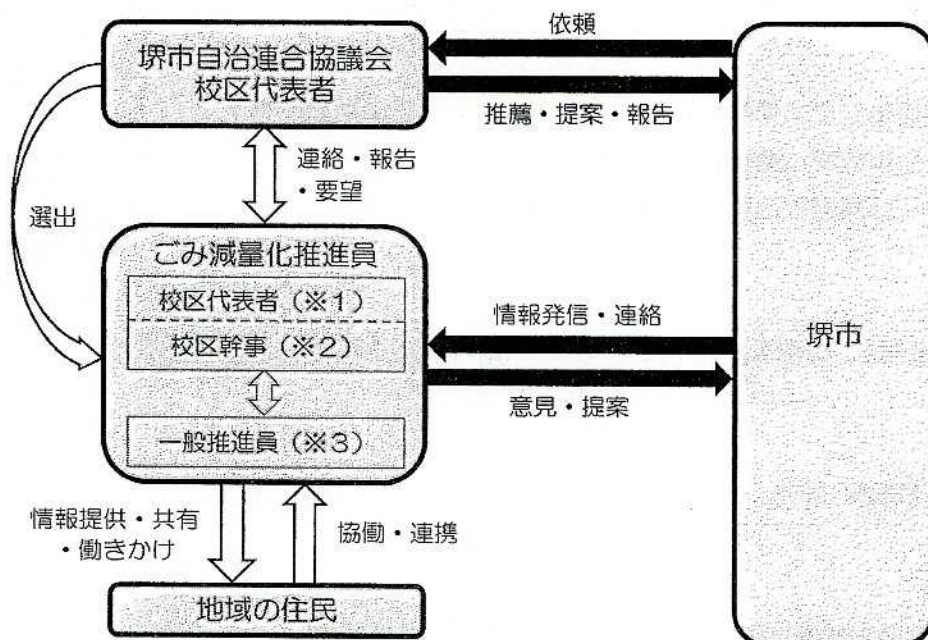 依頼
堺市自治連合協議会
校区代表者
推薦・提案・報告
連絡・報告
・要望
選出
ごみ減量化推進員
校区代表者(※1)
校区幹事(※2)
一般推進員(※3)
情報発信・連絡
意見・提案
堺市
情報提供・共有
・働きかけ
協働・連携
地域の住民